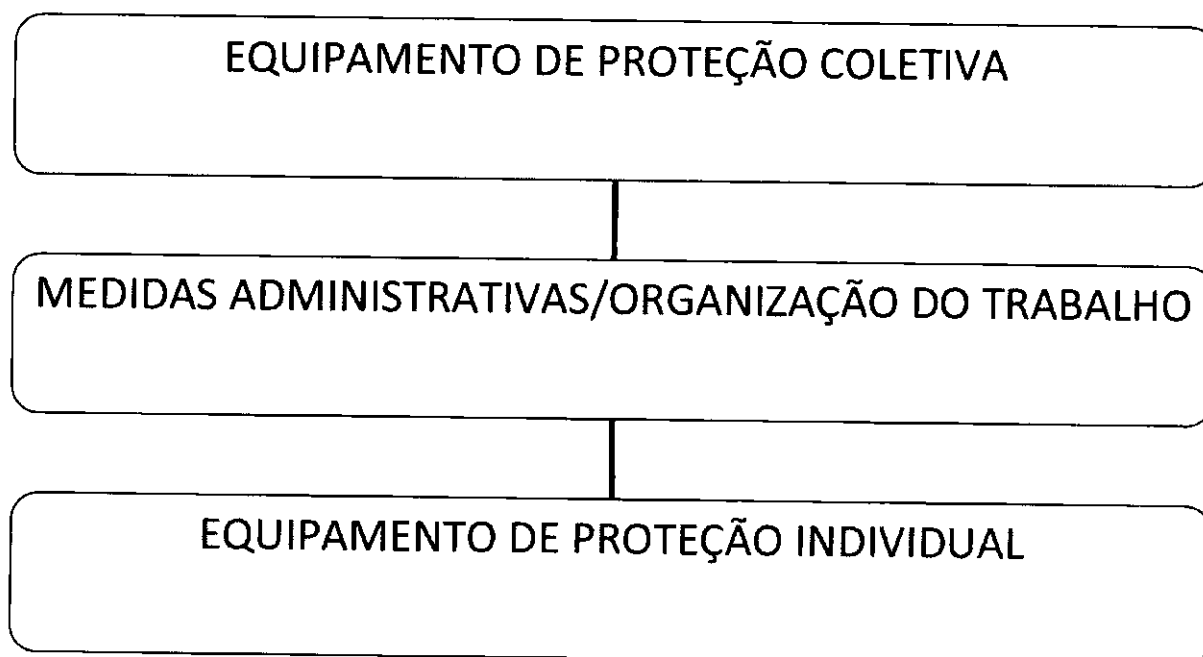 EQUIPAMENTO DE PROTEÇÃO COLETIVA
MEDIDAS ADMINISTRATIVAS/ORGANIZAÇÃO DO TRABALHO
EQUIPAMENTO DE PROTEÇÃO INDIVIDUAL